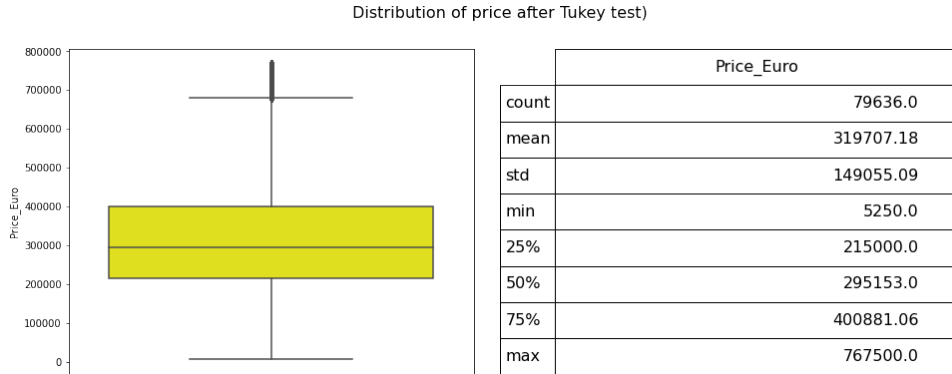 Distribution of price after Tukey test)
800000
700000
600000
500000
400000
300000
200000
100000
0
Price_Euro
Price_Euro
count 79636.0
mean 319707.18
std 149055.09
min 5250.0
25% 215000.0
50% 295153.0
75% 400881.06
max 767500.0